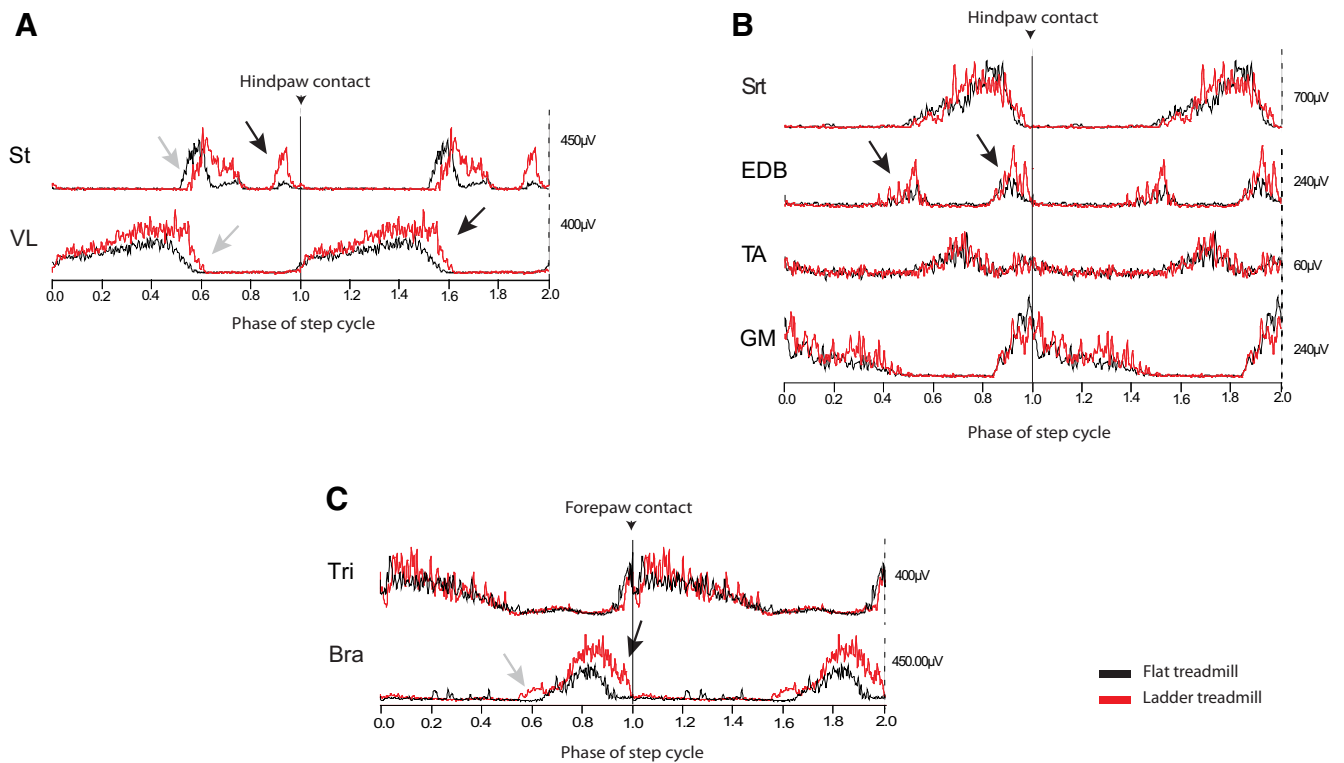 A
Hindpaw contact
St
450µV
VL
400µV
0.0 0.2 0.4 0.6 0.8 1.0 1.2 1.4 1.6 1.8 2.0
Phase of step cycle
B
Hindpaw contact
Srt
700µV
EDB
240µV
TA
60µV
GM
240µV
0.0 0.2 0.4 0.6 0.8 1.0 1.2 1.4 1.6 1.8 2.0
Phase of step cycle
C
Forepaw contact
Tri
400µV
Bra
450.00µV
0.0 0.2 0.4 0.6 0.8 1.0 1.2 1.4 1.6 1.8 2.0
Phase of step cycle
Flat treadmill
Ladder treadmill